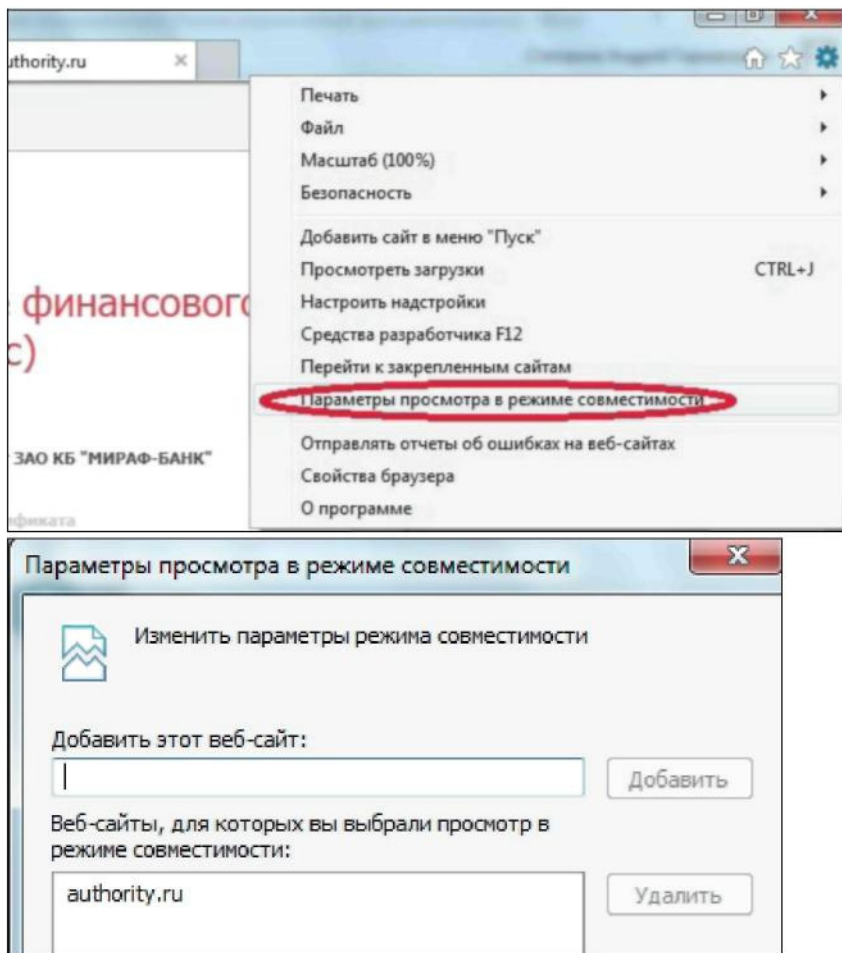 uthority.ru
Печать
Файл
Масштаб (100%)
Безопасность
Добавить сайт в меню "Пуск"
Просмотреть загрузки CTRL+J
Настроить надстройки
Средства разработчика F12
Перейти к закрепленным сайтам
Параметры просмотра в режиме совместимости
Отправлять отчеты об ошибках на веб-сайтах
Свойства браузера
О программе
финансового
с)
ЗАО КБ "МИРАФ-БАНК"
фиката
Параметры просмотра в режиме совместимости
Изменить параметры режима совместимости
Добавить этот веб-сайт:
Добавить
Веб-сайты, для которых вы выбрали просмотр в
режиме совместимости:
authority.ru
Удалить